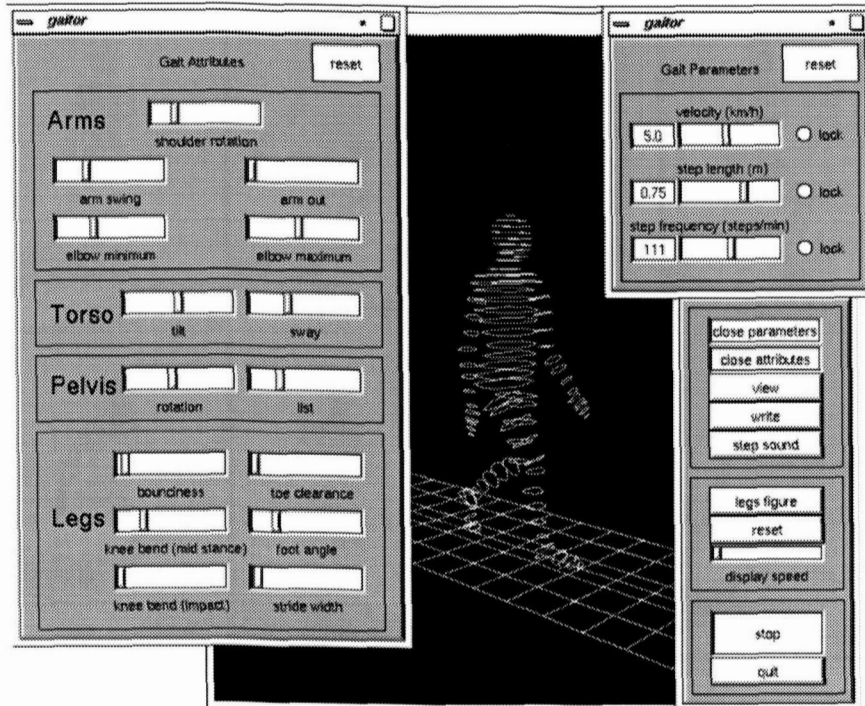 gaitor
Gait Attributes
reset
Arms
shoulder rotation
arm swing
arm out
elbow minimum
elbow maximum
Torso
tilt
sway
Pelvis
rotation
list
Legs
bounciness
toe clearance
knee bend (mid stance)
foot angle
knee bend (impact)
stride width
gaitor
Gait Parameters
reset
velocity (km/h)
5.0
lock
step length (m)
0.75
lock
step frequency (steps/min)
111
lock
close parameters
close attributes
view
write
step sound
legs figure
reset
display speed
stop
quit